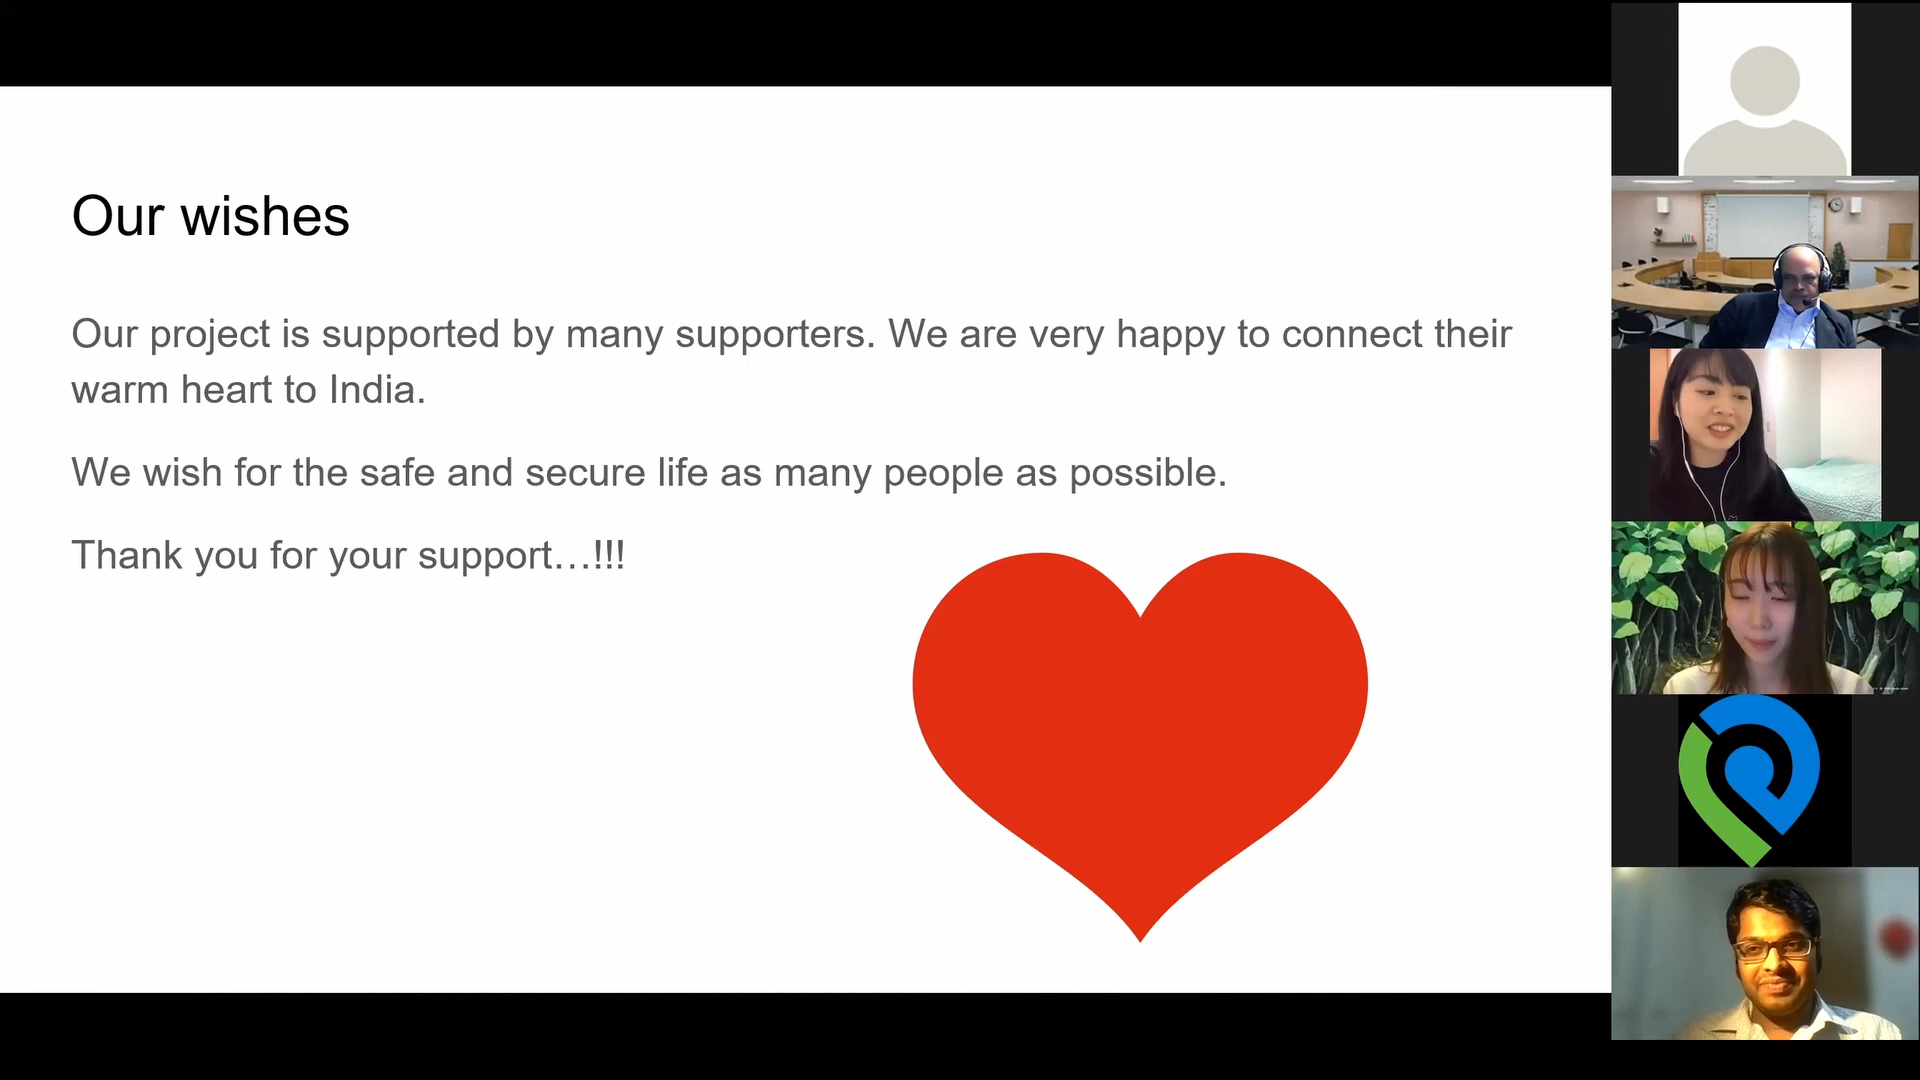 Our wishes
Our project is supported by many supporters. We are very happy to connect their
warm heart to India.
We wish for the safe and secure life as many people as possible.
Thank you for your support…!!!